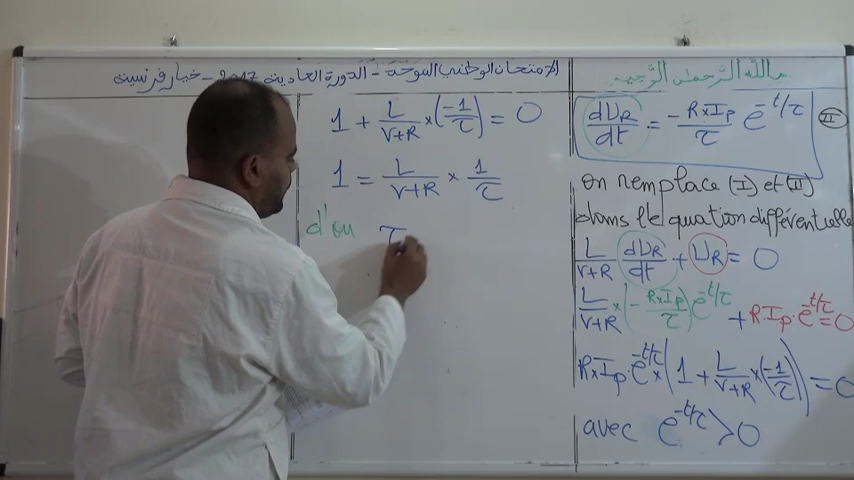 الامتحان الوطني الموحد - الدورة العادية 2017 - خيار فرنسية
الله الرحمان الرحيم
1 + L/(r+R) × (-1/τ) = 0
1 = L/(r+R) × 1/τ
d'ou τ
dU_R/dt = - R×I_P/τ e^-t/τ (II)
on remplace (I) et (II)
dans l'equation différentielle
L/(r+R) dU_R/dt + U_R = 0
L/(r+R) × (- R×I_P/τ) e^-t/τ + R.I_P.e^-t/τ = 0
R×I_P.e^-t/τ × (1 + L/(r+R) × (-1/τ)) = 0
avec e^-t/τ > 0